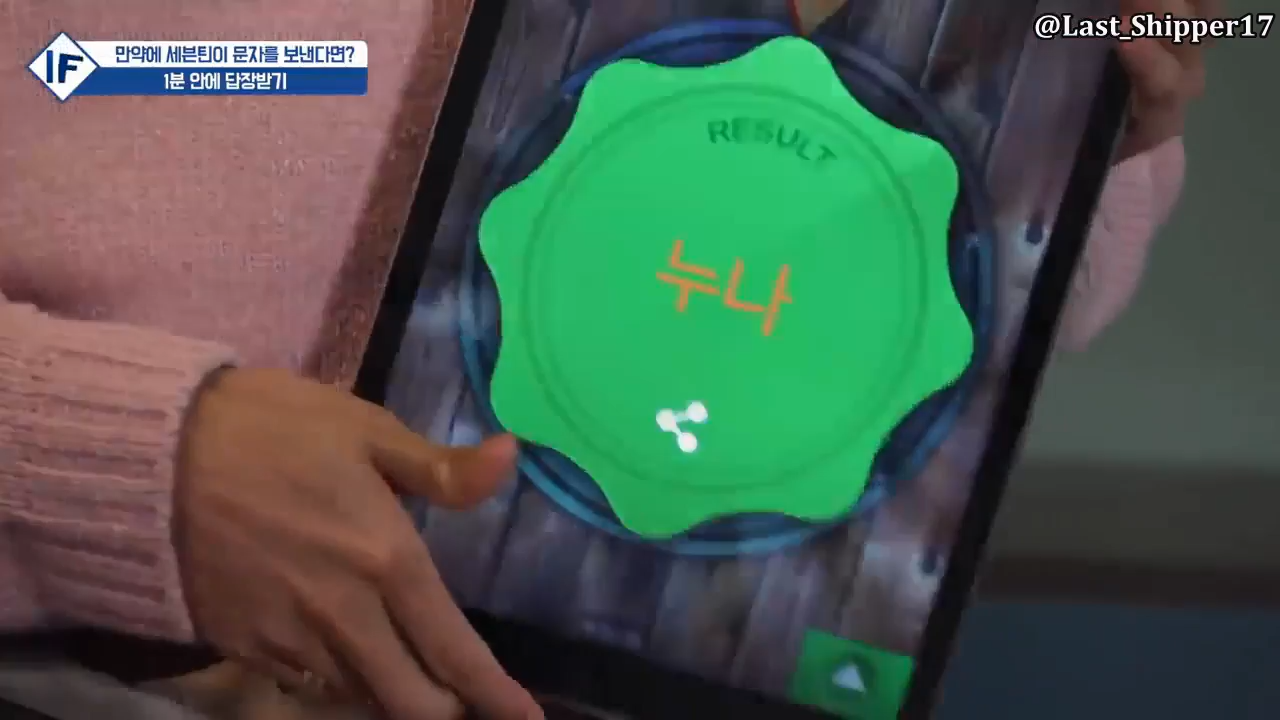 @Last_Shipper17
IF
만약에 세븐틴이 문자를 보낸다면?
1분 안에 답장받기
RESULT
누나